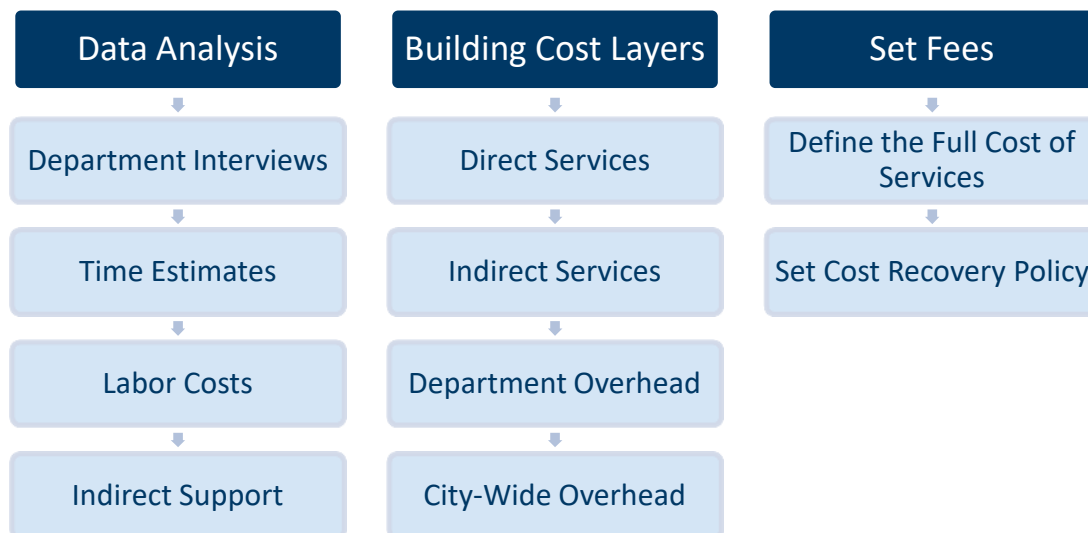 Data Analysis
Department Interviews
Time Estimates
Labor Costs
Indirect Support
Building Cost Layers
Direct Services
Indirect Services
Department Overhead
City-Wide Overhead
Set Fees
Define the Full Cost of
Services
Set Cost Recovery Policy